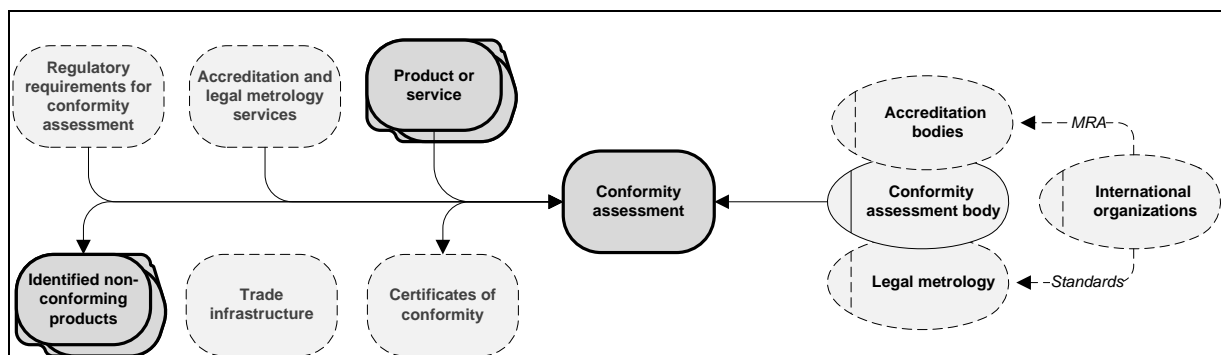 Regulatory
requirements for
conformity
assessment
Accreditation and
legal metrology
services
Product or
service
Conformity
assessment
Accreditation
bodies
MRA
Conformity
assessment body
International
organizations
Legal metrology
Standards
Identified non-
conforming
products
Trade
infrastructure
Certificates of
conformity